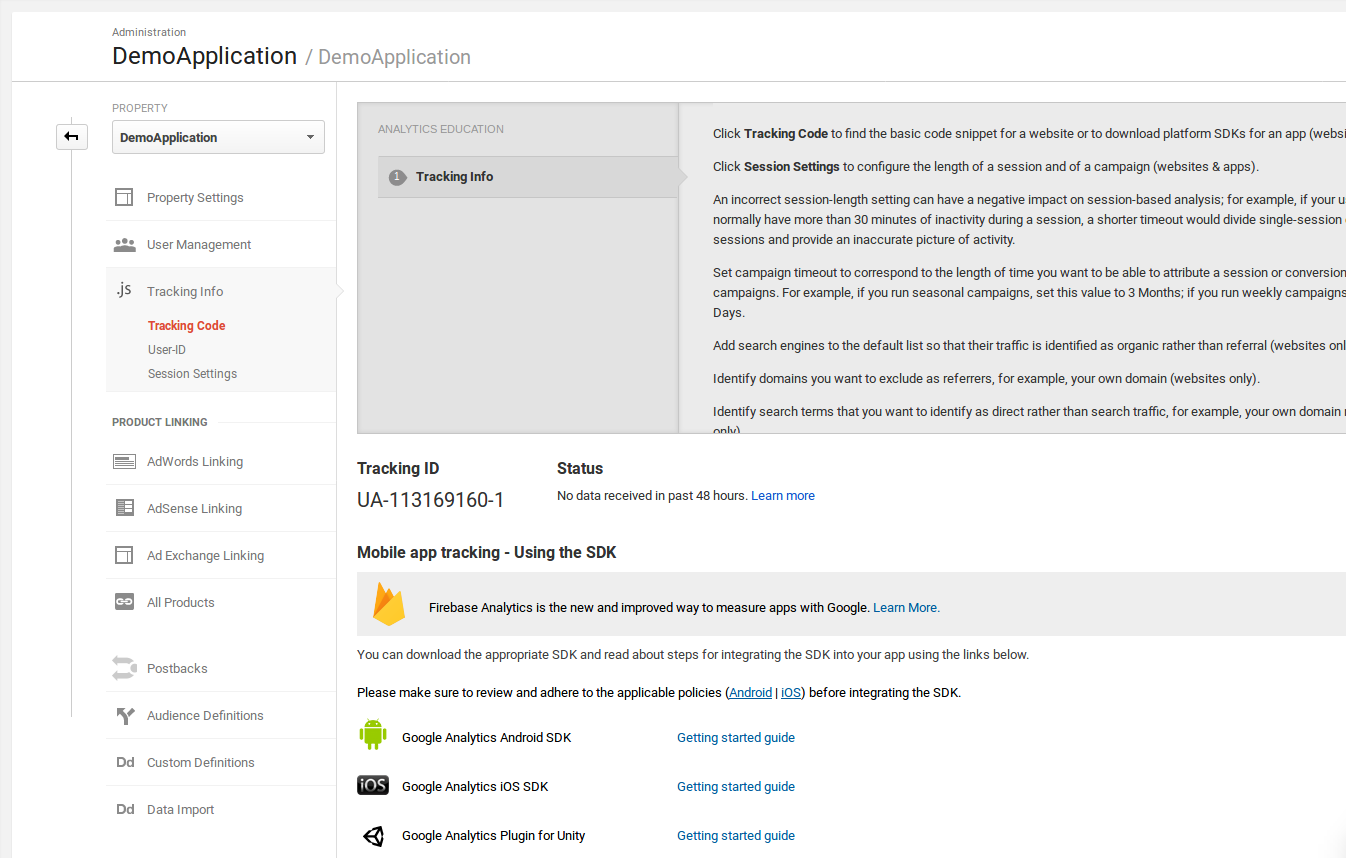 Administration
DemoApplication / DemoApplication
PROPERTY
DemoApplication
Property Settings
User Management
.js Tracking Info
Tracking Code
User-ID
Session Settings
PRODUCT LINKING
AdWords Linking
AdSense Linking
Ad Exchange Linking
All Products
Postbacks
Audience Definitions
Dd Custom Definitions
Dd Data Import
ANALYTICS EDUCATION
1 Tracking Info
Click Tracking Code to find the basic code snippet for a website or to download platform SDKs for an app (websi
Click Session Settings to configure the length of a session and of a campaign (websites & apps).
An incorrect session-length setting can have a negative impact on session-based analysis; for example, if your u
normally have more than 30 minutes of inactivity during a session, a shorter timeout would divide single-session
sessions and provide an inaccurate picture of activity.
Set campaign timeout to correspond to the length of time you want to be able to attribute a session or conversion
campaigns. For example, if you run seasonal campaigns, set this value to 3 Months; if you run weekly campaigns
Days.
Add search engines to the default list so that their traffic is identified as organic rather than referral (websites onl
Identify domains you want to exclude as referrers, for example, your own domain (websites only).
Identify search terms that you want to identify as direct rather than search traffic, for example, your own domain
only)
Tracking ID
UA-113169160-1
Status
No data received in past 48 hours. Learn more
Mobile app tracking - Using the SDK
Firebase Analytics is the new and improved way to measure apps with Google. Learn More.
You can download the appropriate SDK and read about steps for integrating the SDK into your app using the links below.
Please make sure to review and adhere to the applicable policies (Android | iOS) before integrating the SDK.
Google Analytics Android SDK Getting started guide
iOS Google Analytics iOS SDK Getting started guide
Google Analytics Plugin for Unity Getting started guide